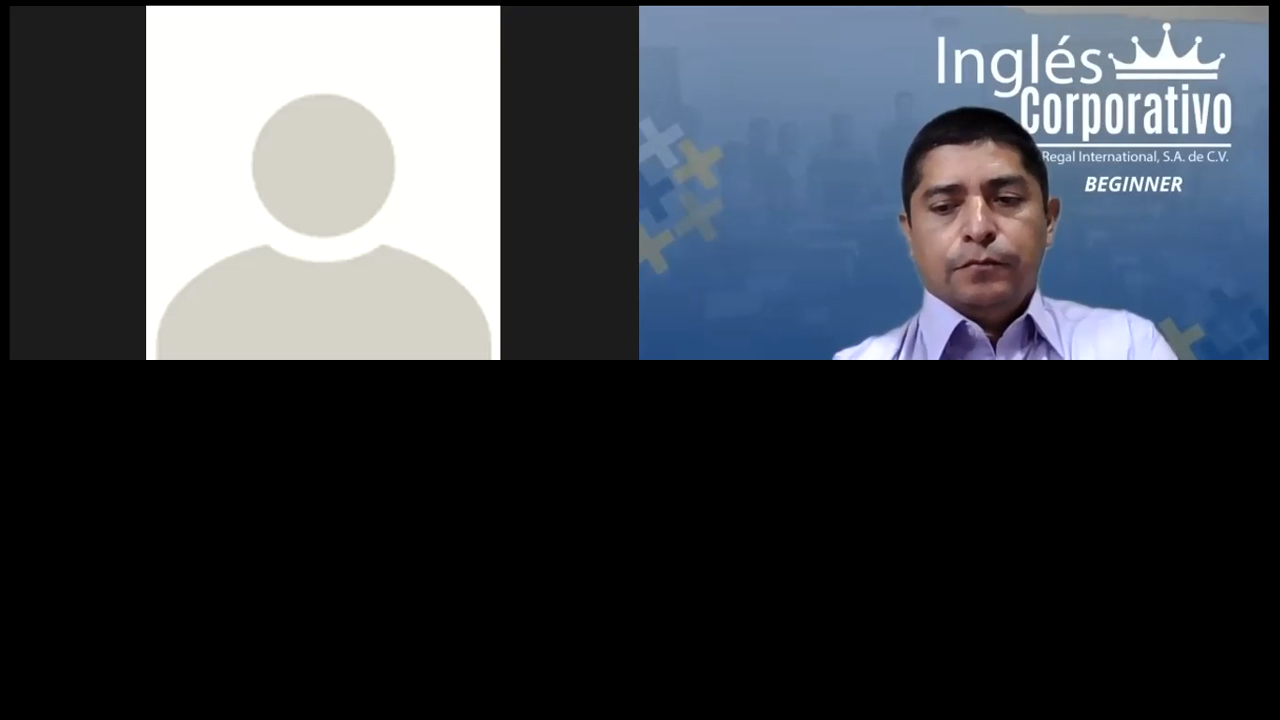 Inglés
Corporativo
Regal International, S.A. de C.V.
BEGINNER